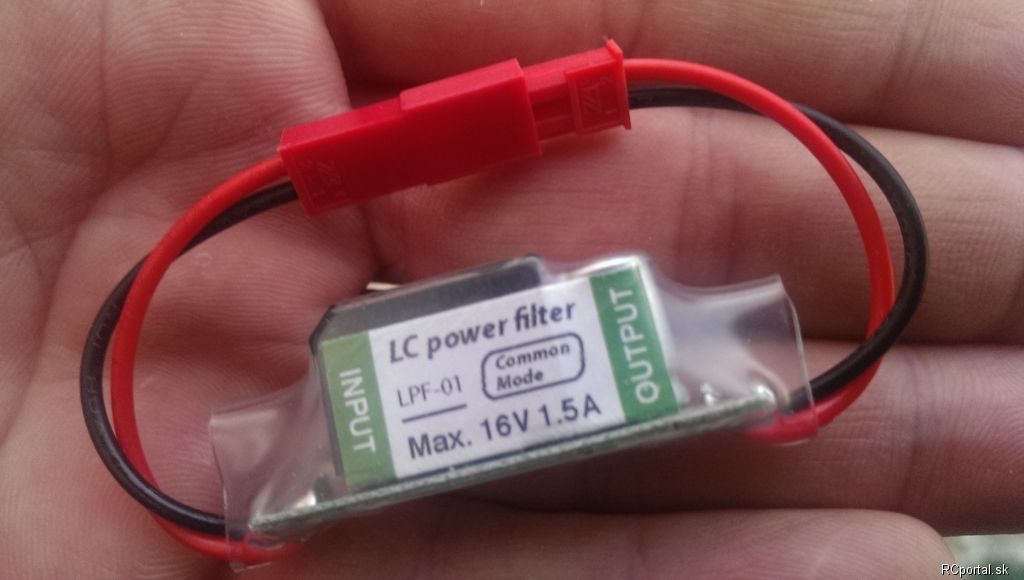 LC power filter
LPF-01
Common
Mode
Max. 16V 1.5A
INPUT
OUTPUT
RCportal.sk